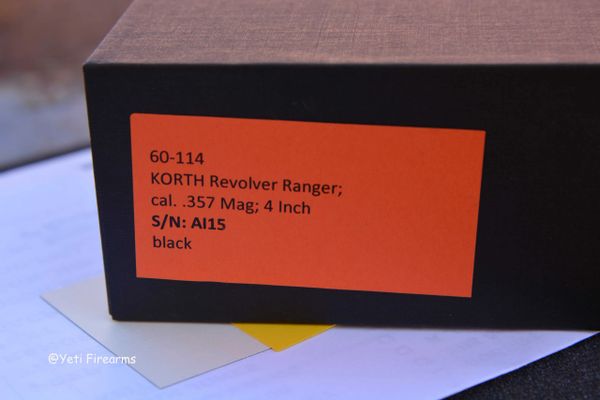 60-114
KORTH Revolver Ranger;
cal. .357 Mag; 4 Inch
S/N: AI15
black
©Yeti Firearms